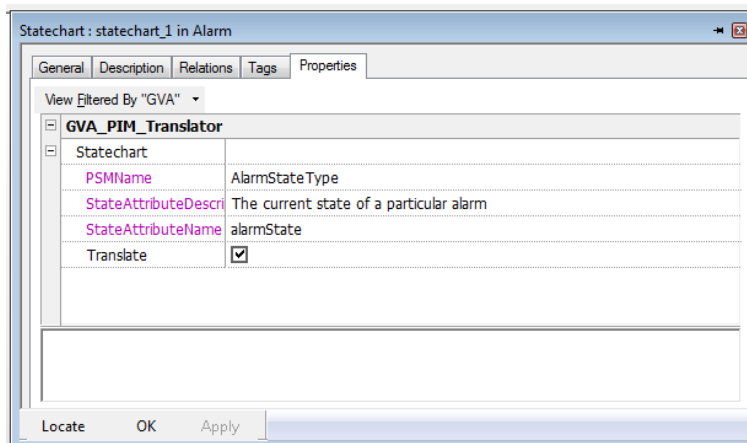 Statechart : statechart_1 in Alarm
General Description Relations Tags Properties
View Filtered By "GVA"
GVA_PIM_Translator
Statechart
PSMName AlarmStateType
StateAttributeDescri The current state of a particular alarm
StateAttributeName alarmState
Translate
Locate OK Apply